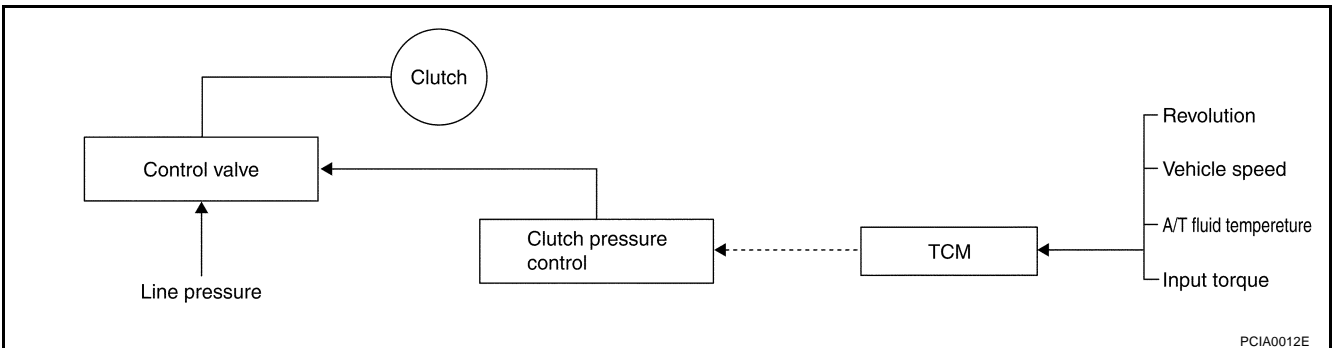 Clutch
Revolution
Control valve
Vehicle speed
A/T fluid tempereture
Clutch pressure
control
TCM
Input torque
Line pressure
PCIA0012E